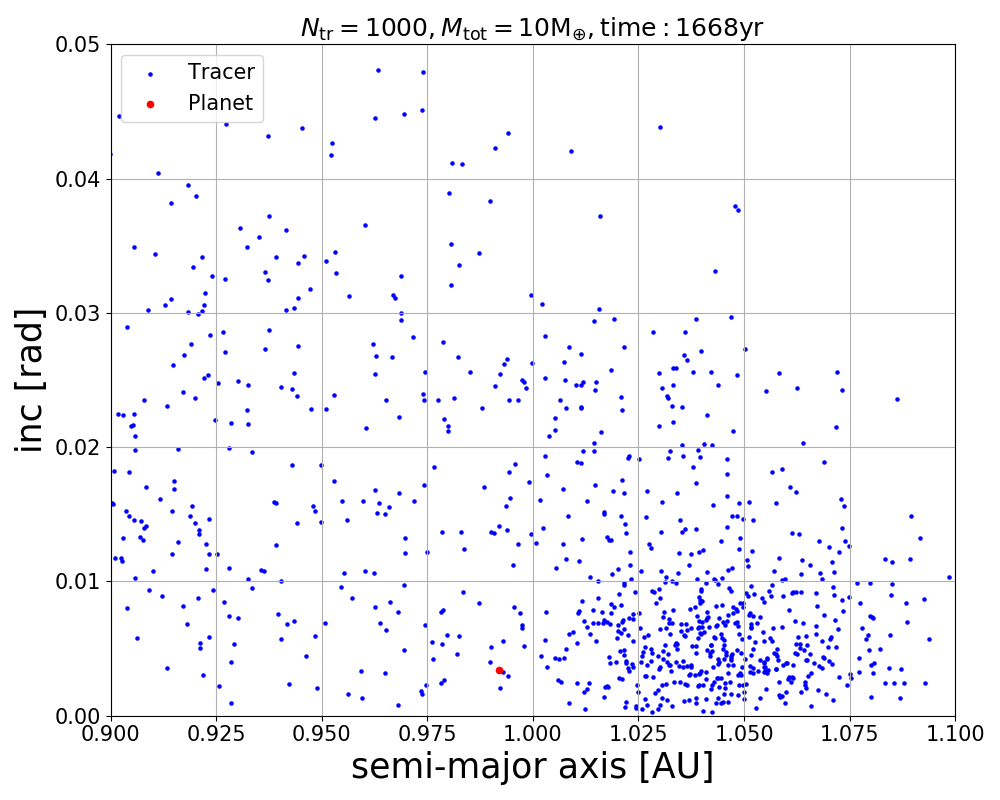 N_tr = 1000, M_tot = 10M_⊕, time : 1668yr
Tracer
Planet
inc [rad]
0.05
0.04
0.03
0.02
0.01
0.00
0.900 0.925 0.950 0.975 1.000 1.025 1.050 1.075 1.100
semi-major axis [AU]